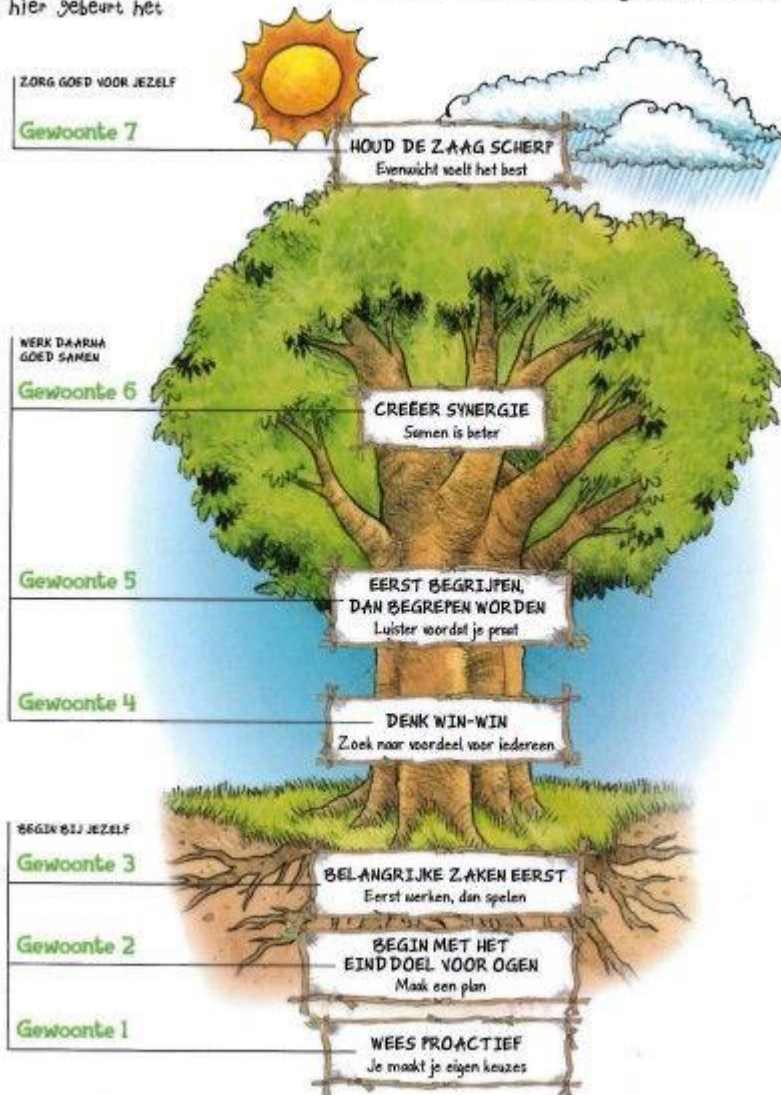 hier gebeurt het
ZORG GOED VOOR JEZELF
Gewoonte 7
HOUD DE ZAAG SCHERP
Evenwicht voelt het best
WERK DAARNA
GOED SAMEN
Gewoonte 6
CREËER SYNERGIE
Samen is beter
Gewoonte 5
EERST BEGRIJPEN,
DAN BEGREPEN WORDEN
Luister voordat je praat
Gewoonte 4
DENK WIN-WIN
Zoek naar voordeel voor iedereen
BEGIN BIJ JEZELF
Gewoonte 3
BELANGRIJKE ZAKEN EERST
Eerst werken, dan spelen
Gewoonte 2
BEGIN MET HET
EINDDOEL VOOR OGEN
Maak een plan
Gewoonte 1
WEES PROACTIEF
Je maakt je eigen keuzes